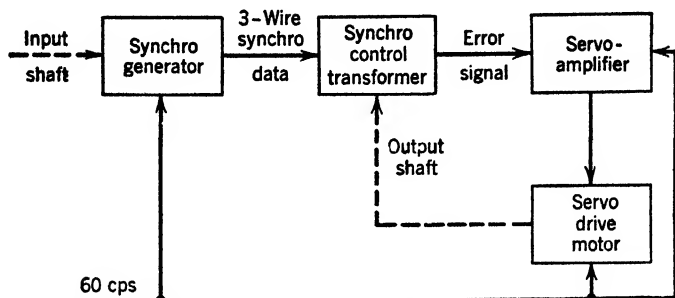 Input
shaft
Synchro
generator
3-Wire
synchro
data
Synchro
control
transformer
Error
signal
Servo-
amplifier
Output
shaft
Servo
drive
motor
60 cps